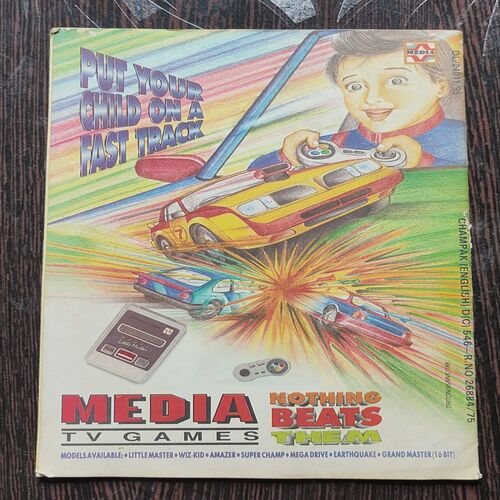 MEDIA
PUT YOUR
CHILD ON A
FAST TRACK
DL-24011/95
7
CHAMPAK (ENGLISH) D(C) 546–R.NO 26884/75
Little Master
MEDIA
TV GAMES
NOTHING
BEATS
THEM
MODELS AVAILABLE: • LITTLE MASTER • WIZ-KID • AMAZER • SUPER CHAMP • MEGA DRIVE • EARTHQUAKE • GRAND MASTER (16 BIT)